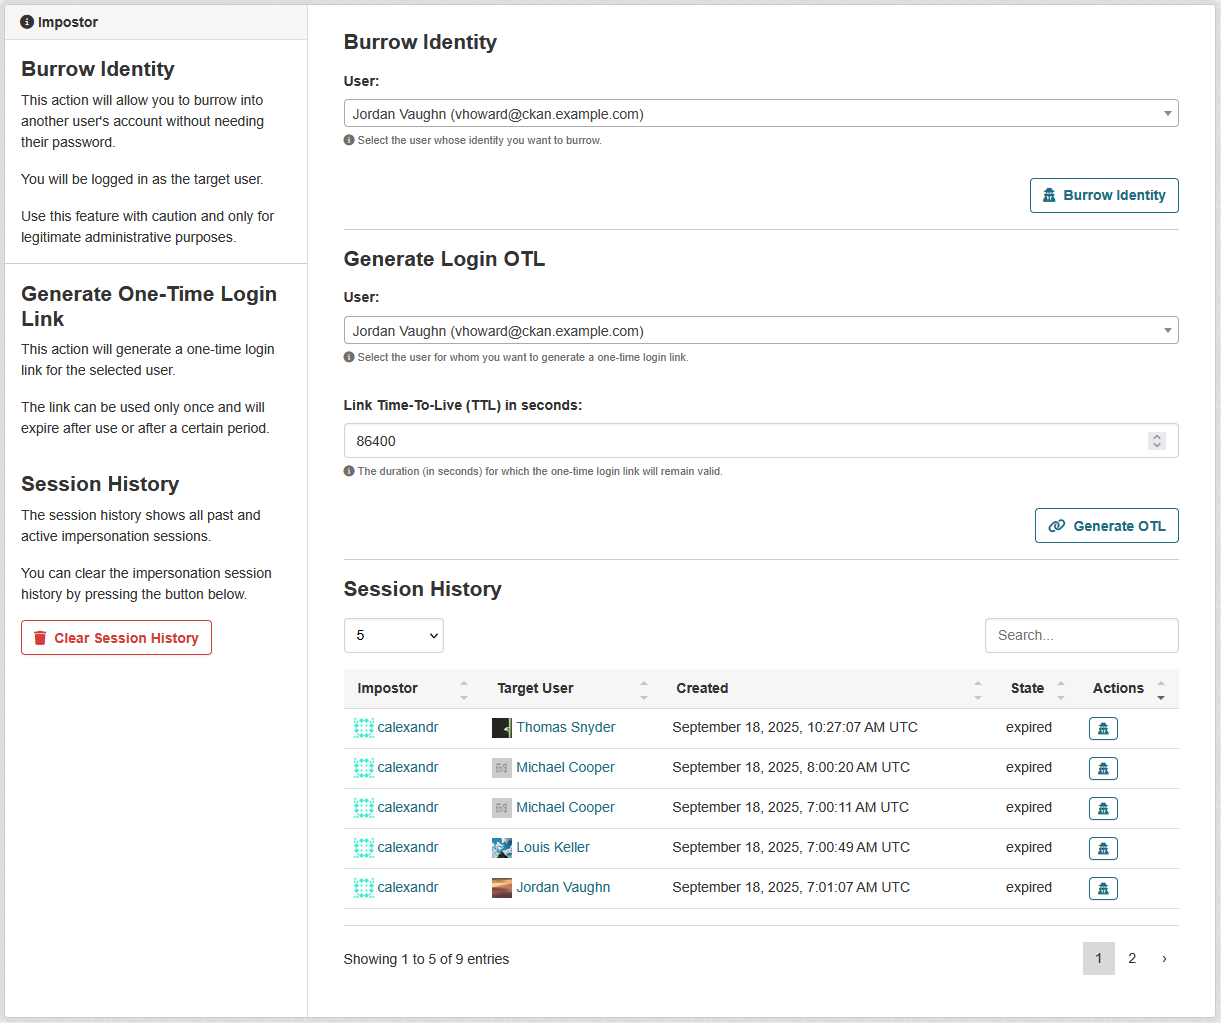 Impostor
Burrow Identity
This action will allow you to burrow into
another user's account without needing
their password.
You will be logged in as the target user.
Use this feature with caution and only for
legitimate administrative purposes.
Generate One-Time Login
Link
This action will generate a one-time login
link for the selected user.
The link can be used only once and will
expire after use or after a certain period.
Session History
The session history shows all past and
active impersonation sessions.
You can clear the impersonation session
history by pressing the button below.
Clear Session History
Burrow Identity
User:
Jordan Vaughn (vhoward@ckan.example.com)
Select the user whose identity you want to burrow.
Burrow Identity
Generate Login OTL
User:
Jordan Vaughn (vhoward@ckan.example.com)
Select the user for whom you want to generate a one-time login link.
Link Time-To-Live (TTL) in seconds:
86400
The duration (in seconds) for which the one-time login link will remain valid.
Generate OTL
Session History
5 Search...
Impostor Target User Created State Actions
calexandr Thomas Snyder September 18, 2025, 10:27:07 AM UTC expired
calexandr Michael Cooper September 18, 2025, 8:00:20 AM UTC expired
calexandr Michael Cooper September 18, 2025, 7:00:11 AM UTC expired
calexandr Louis Keller September 18, 2025, 7:00:49 AM UTC expired
calexandr Jordan Vaughn September 18, 2025, 7:01:07 AM UTC expired
Showing 1 to 5 of 9 entries 1 2 ›